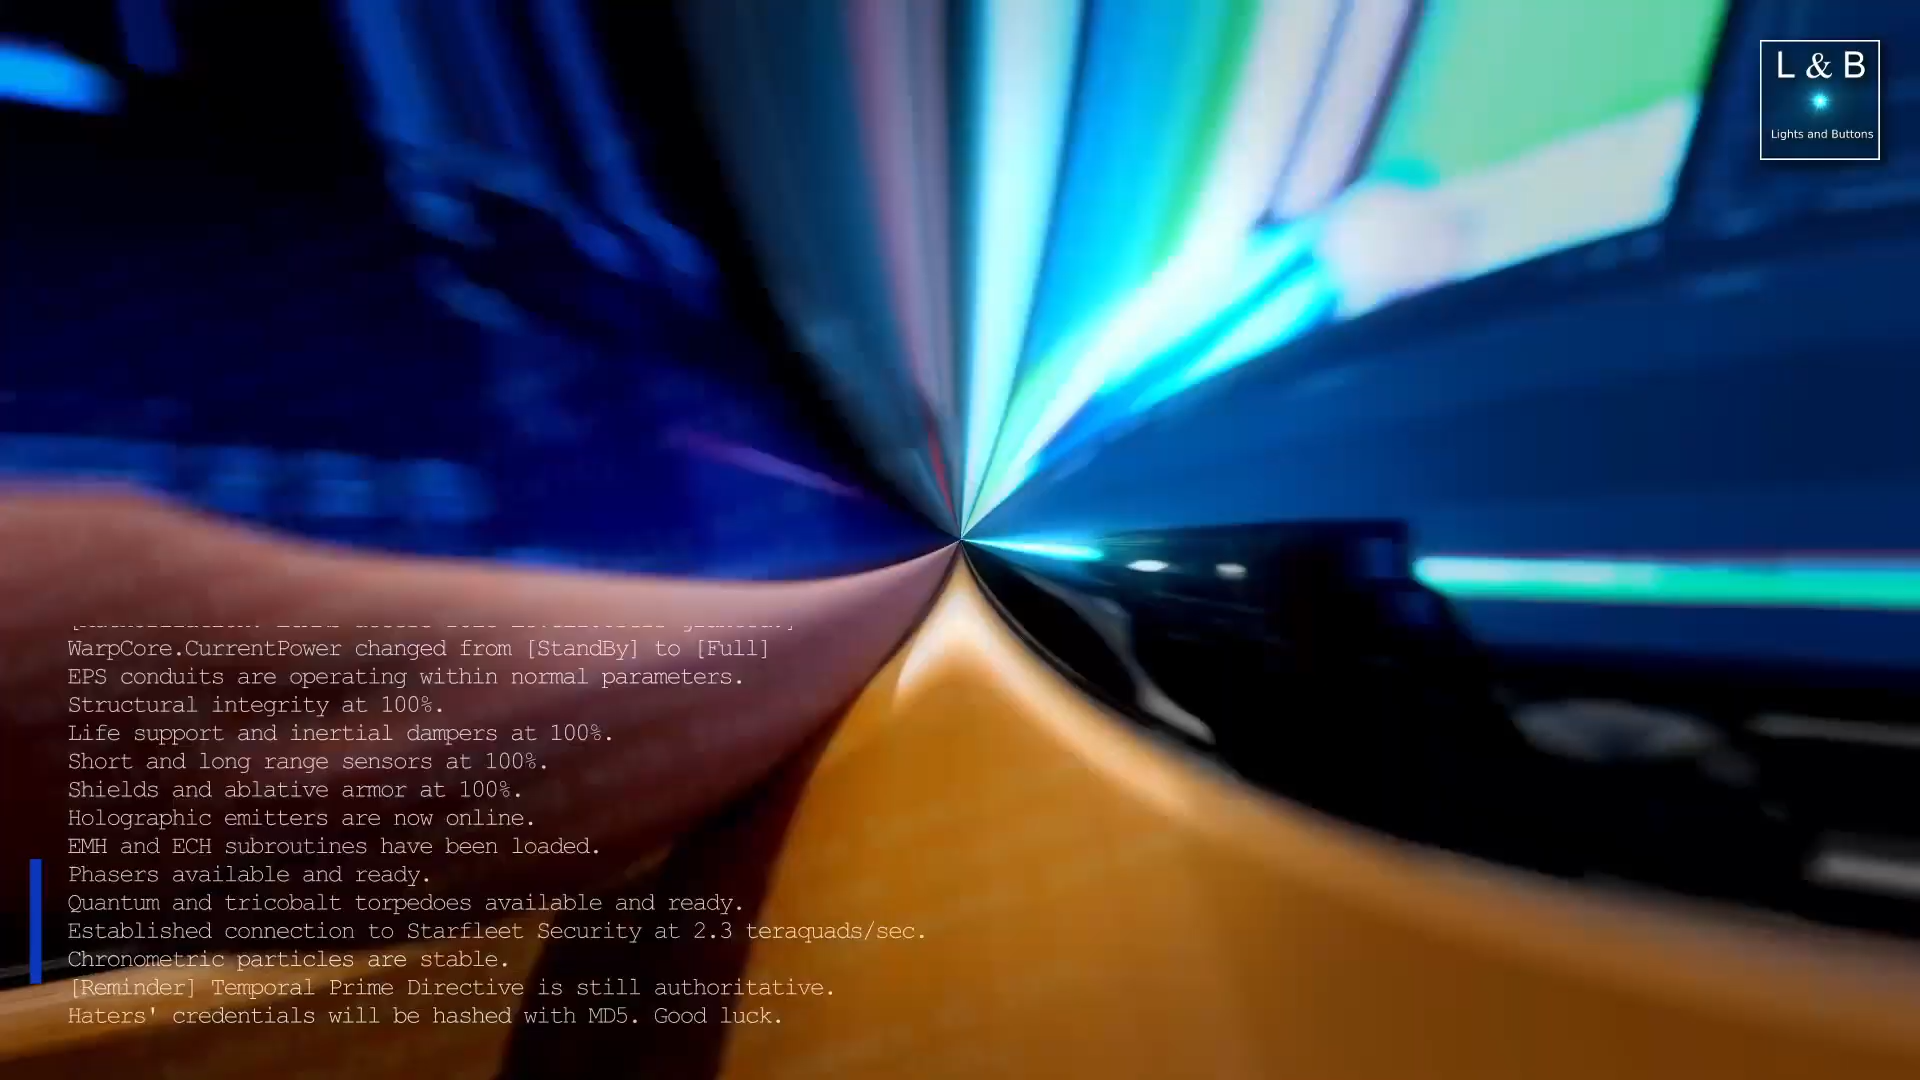 L & B
Lights and Buttons
WarpCore.CurrentPower changed from [StandBy] to [Full]
EPS conduits are operating within normal parameters.
Structural integrity at 100%.
Life support and inertial dampers at 100%.
Short and long range sensors at 100%.
Shields and ablative armor at 100%.
Holographic emitters are now online.
EMH and ECH subroutines have been loaded.
Phasers available and ready.
Quantum and tricobalt torpedoes available and ready.
Established connection to Starfleet Security at 2.3 teraquads/sec.
Chronometric particles are stable.
[Reminder] Temporal Prime Directive is still authoritative.
Haters' credentials will be hashed with MD5. Good luck.